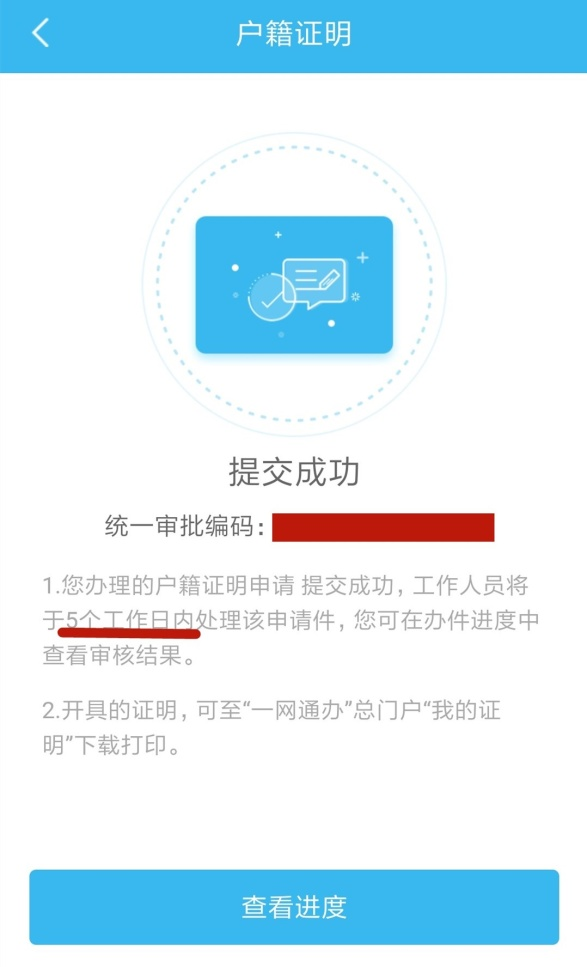 户籍证明
提交成功
统一审批编码:
1.您办理的户籍证明申请 提交成功，工作人员将
于5个工作日内处理该申请件，您可在办件进度中
查看审核结果。
2.开具的证明，可至“一网通办”总门户“我的证
明”下载打印。
查看进度